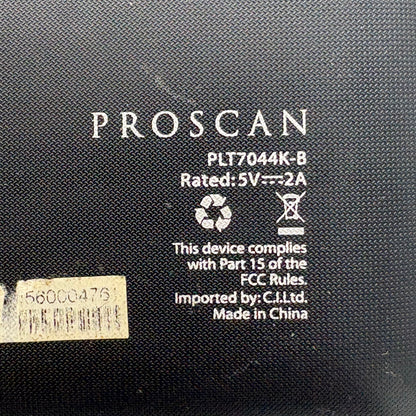 PROSCAN
PLT7044K-B
Rated: 5V⎓2A
This device complies
with Part 15 of the
FCC Rules.
Imported by: C.I.Ltd.
Made in China
56000476